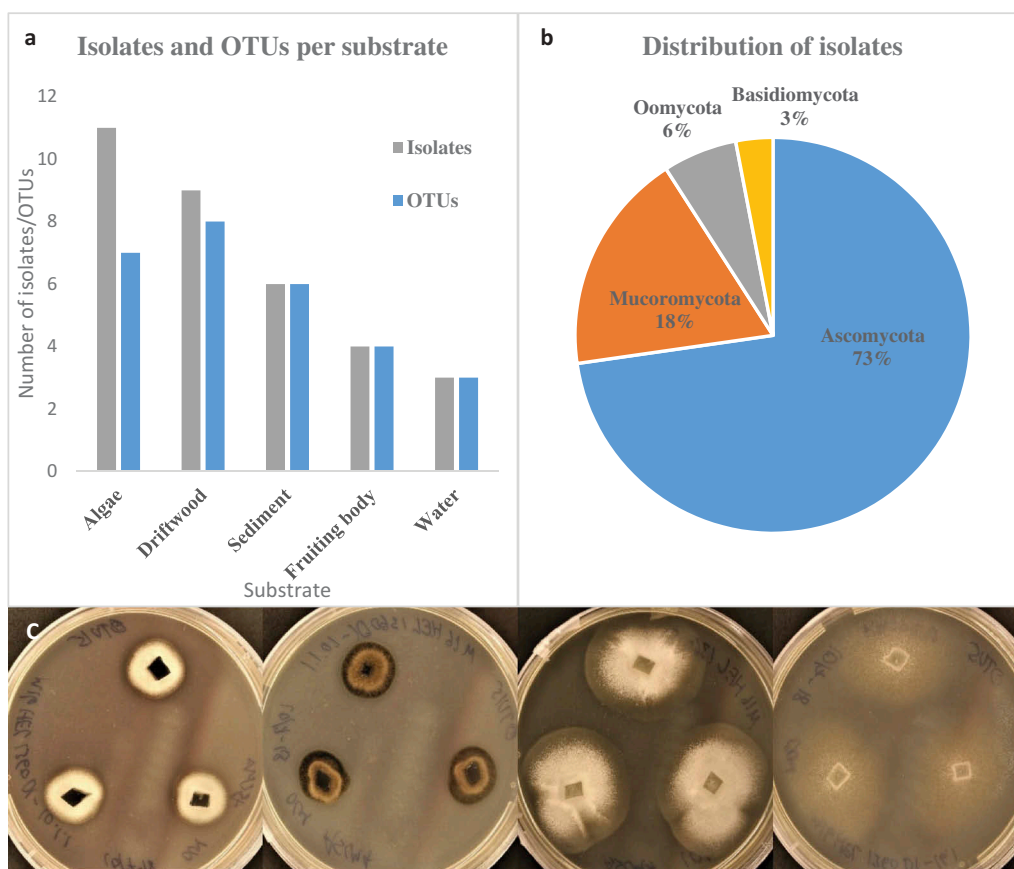 a
Isolates and OTUs per substrate
12
10
8
6
4
2
0
Number of isolates/OTUs
Isolates
OTUs
Algae
Driftwood
Sediment
Fruiting body
Water
Substrate
b
Distribution of isolates
Basidiomycota
3%
Oomycota
6%
Mucoromycota
18%
Ascomycota
73%
C